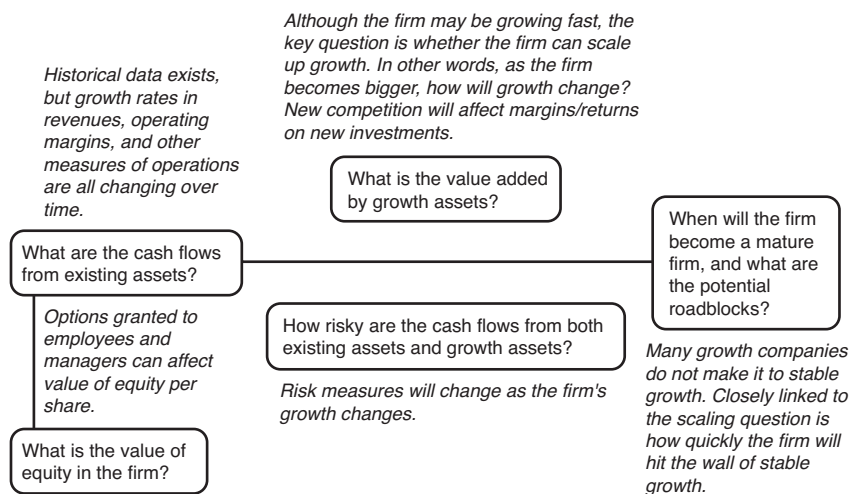 Although the firm may be growing fast, the
key question is whether the firm can scale
up growth. In other words, as the firm
becomes bigger, how will growth change?
New competition will affect margins/returns
on new investments.
Historical data exists,
but growth rates in
revenues, operating
margins, and other
measures of operations
are all changing over
time.
What is the value added
by growth assets?
What are the cash flows
from existing assets?
When will the firm
become a mature
firm, and what are
the potential
roadblocks?
How risky are the cash flows from both
existing assets and growth assets?
Options granted to
employees and
managers can affect
value of equity per
share.
Risk measures will change as the firm's
growth changes.
Many growth companies
do not make it to stable
growth. Closely linked to
the scaling question is
how quickly the firm will
hit the wall of stable
growth.
What is the value of
equity in the firm?